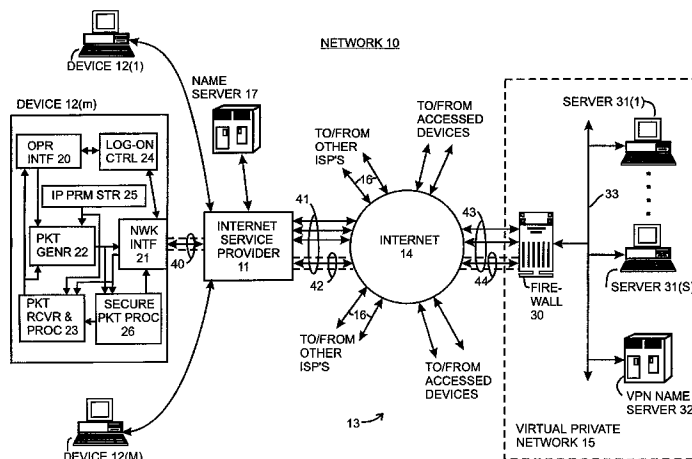 NETWORK 10
DEVICE 12(1)
NAME
SERVER 17
DEVICE 12(m)
OPR
INTF 20
LOG-ON
CTRL 24
IP PRM STR 25
PKT
GENR 22
NWK
INTF
21
PKT
RCVR &
PROC 23
SECURE
PKT PROC
26
40
INTERNET
SERVICE
PROVIDER
11
41
42
TO/FROM
OTHER
ISP'S
16
TO/FROM
ACCESSED
DEVICES
INTERNET
14
16
TO/FROM
OTHER
ISP'S
TO/FROM
ACCESSED
DEVICES
13
43
44
FIRE-
WALL
30
SERVER 31(1)
33
SERVER 31(S)
VPN NAME
SERVER 32
VIRTUAL PRIVATE
NETWORK 15
DEVICE 12(M)